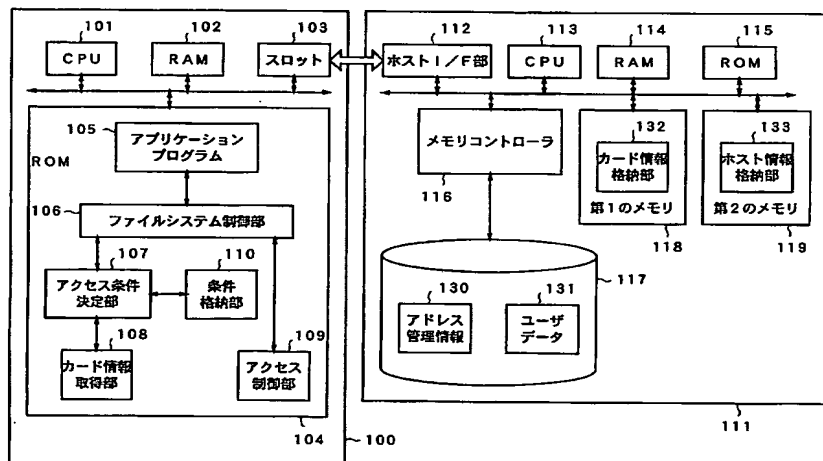 101
CPU
102
RAM
103
スロット
112
ホストI/F部
113
CPU
114
RAM
115
ROM
105
アプリケーション
プログラム
ROM
106
ファイルシステム制御部
107
アクセス条件
決定部
110
条件
格納部
108
カード情報
取得部
109
アクセス
制御部
104
100
メモリコントローラ
116
132
カード情報
格納部
第1のメモリ
118
133
ホスト情報
格納部
第2のメモリ
119
117
130
アドレス
管理情報
131
ユーザ
データ
111